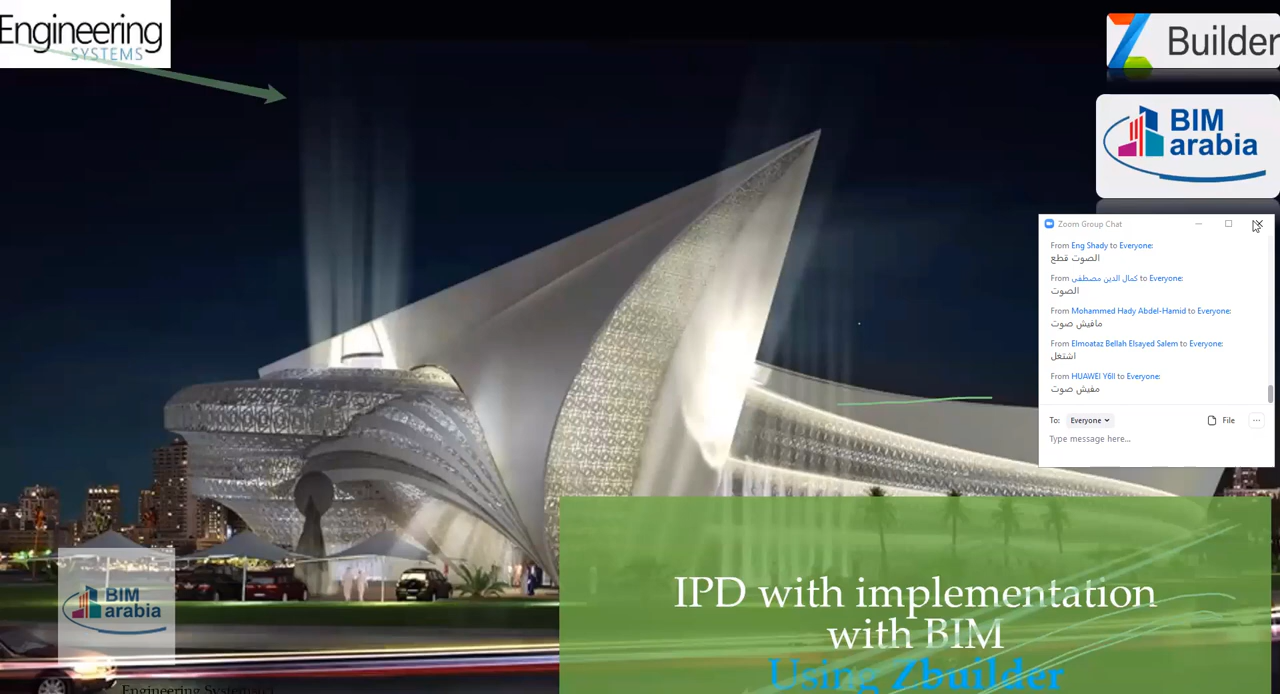 Engineering
SYSTEMS
Builder
BIM
arabia
Zoom Group Chat
From Eng Shady to Everyone:
الصوت قطع
From كمال الدين مصطفى to Everyone:
الصوت
From Mohammed Hady Abdel-Hamid to Everyone:
مافيش صوت
From Elmoataz Bellah Elsayed Salem to Everyone:
اشتغل
From HUAWEI Y6II to Everyone:
مفيش صوت
To: Everyone
File
Type message here...
IPD with implementation
with BIM
Using Zbuilder
BIM
arabia